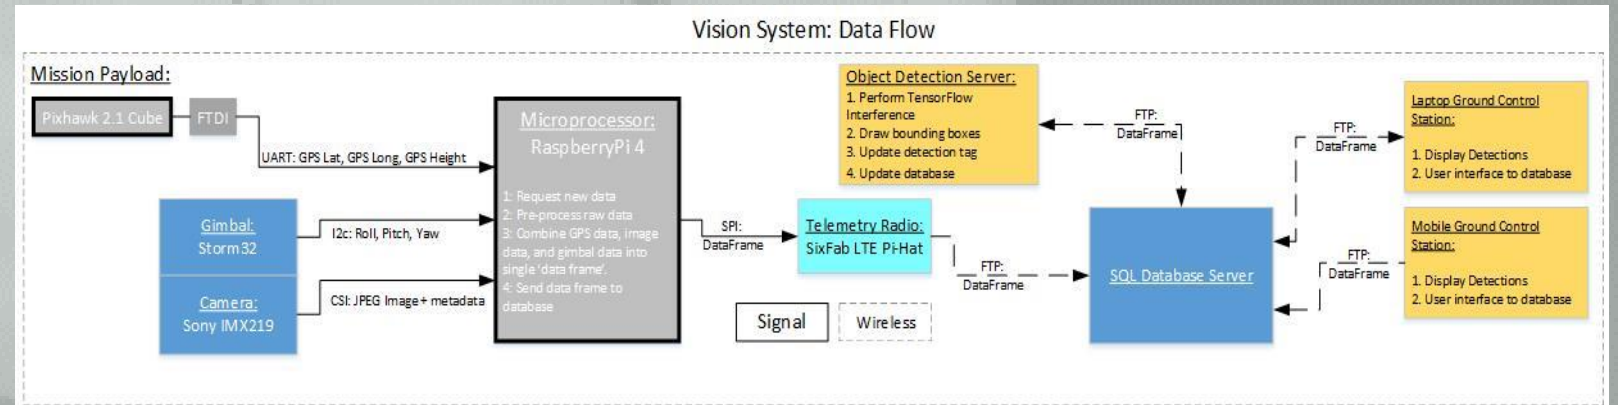 Vision System: Data Flow
Mission Payload:
Pixhawk 2.1 Cube
FTDI
UART: GPS Lat, GPS Long, GPS Height
Gimbal:
Storm32
I2c: Roll, Pitch, Yaw
Camera:
Sony IMX219
CSI: JPEG Image + metadata
Microprocessor:
RaspberryPi 4
1: Request new data
2: Pre-process raw data
3: Combine GPS data, image
data, and gimbal data into
single 'data frame'.
4: Send data frame to
database
SPI:
DataFrame
Object Detection Server:
1. Perform TensorFlow
Interference
2. Draw bounding boxes
3. Update detection tag
4. Update database
Telemetry Radio:
SixFab LTE Pi-Hat
Signal
Wireless
FTP:
DataFrame
FTP:
DataFrame
SQL Database Server
FTP:
DataFrame
FTP:
DataFrame
Laptop Ground Control
Station:
1. Display Detections
2. User interface to database
Mobile Ground Control
Station:
1. Display Detections
2. User interface to database